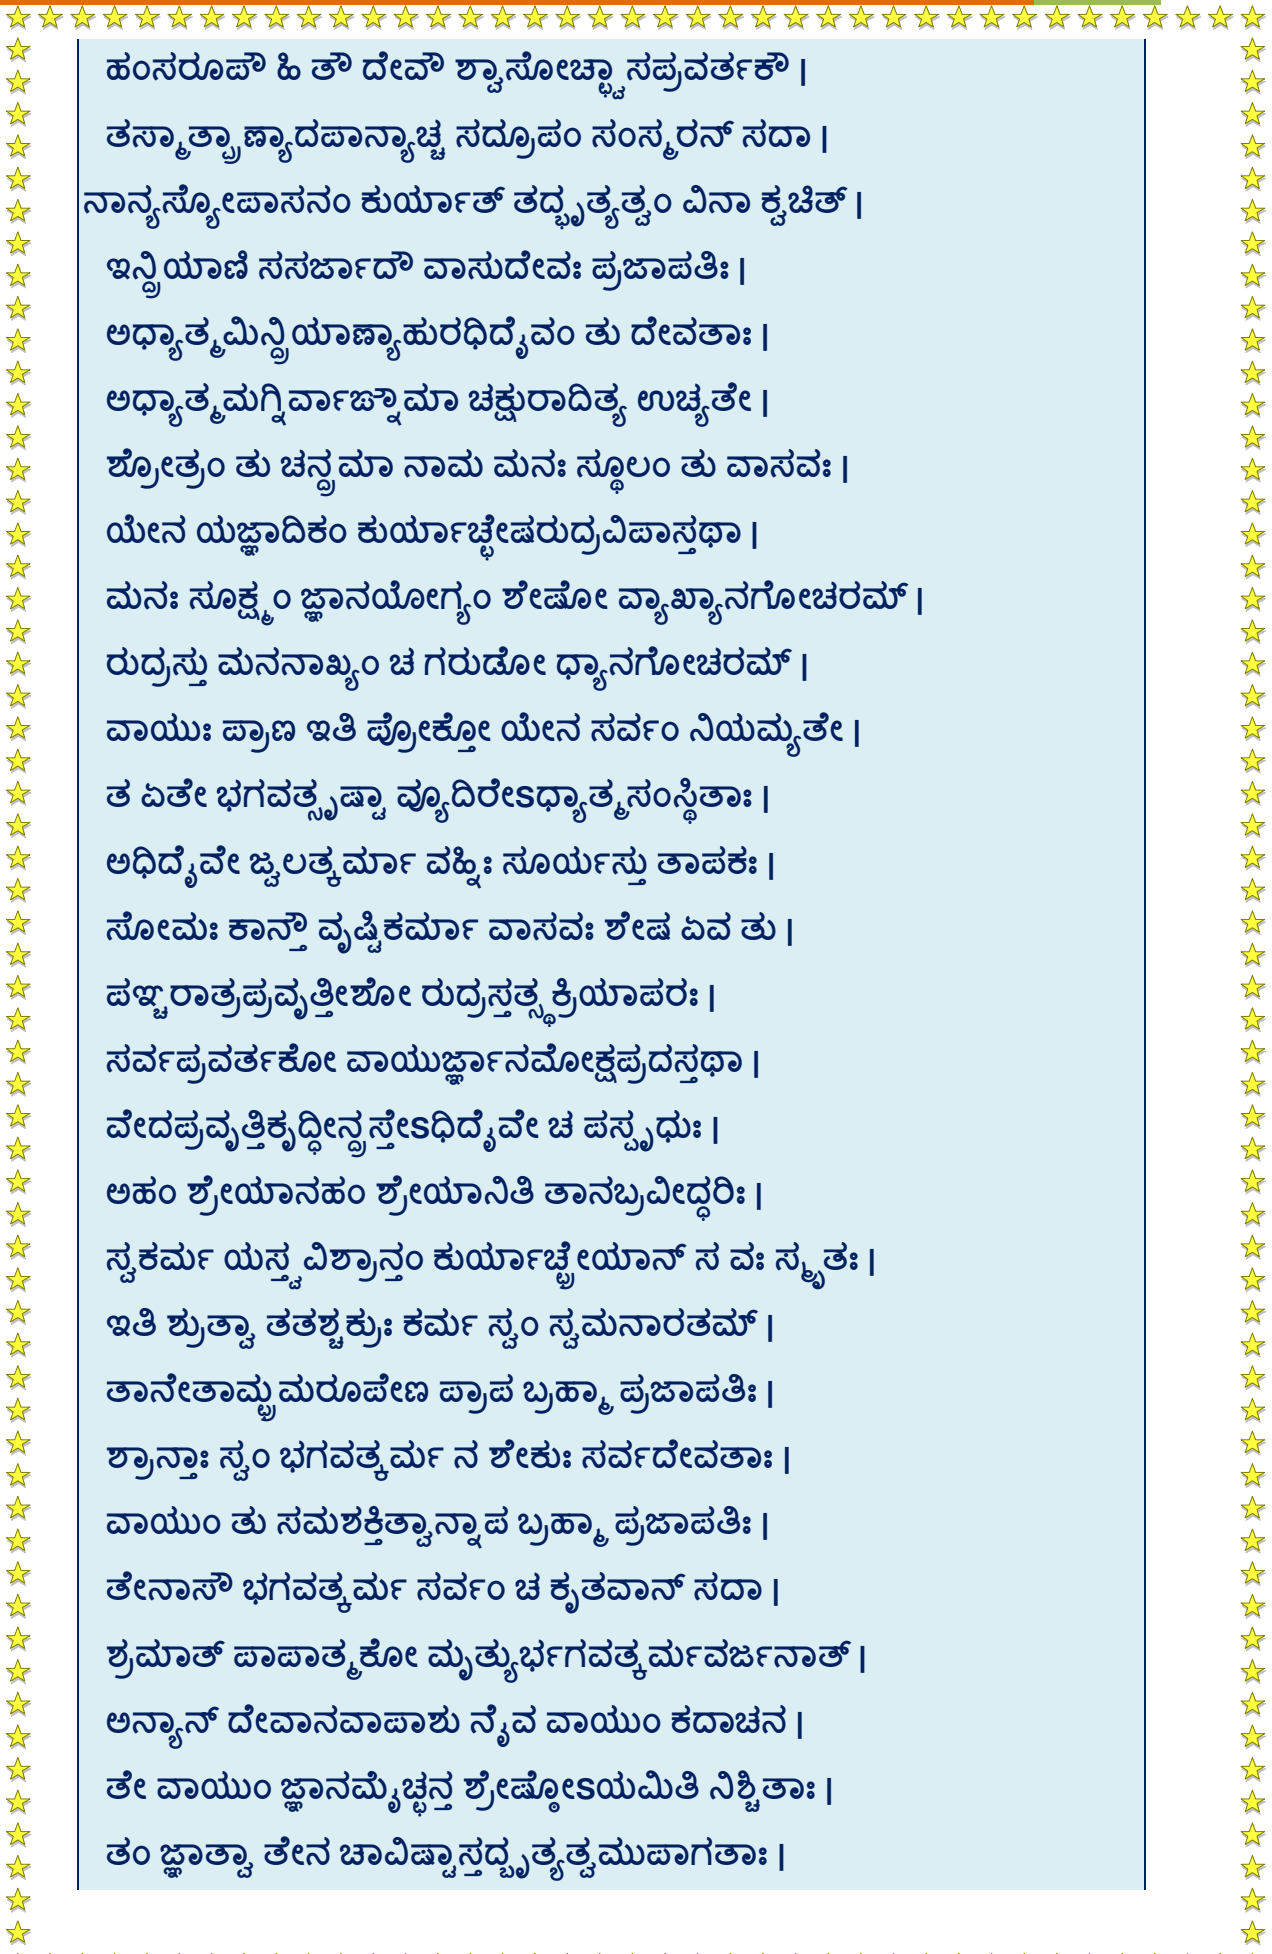 ಹಂಸರೂಪೌ ಹಿ ತೌ ದೇವೌ ಶ್ವಾಸೋಚ್ಛ್ವಾಸಪ್ರವರ್ತಕೌ |
ತಸ್ಮಾತ್ಪ್ರಾಣ್ಯಾದಪಾನ್ಯಾಚ್ಚ ಸದ್ರೂಪಂ ಸಂಸ್ಮರನ್ ಸದಾ |
ನಾನ್ಯಸ್ಯೋಪಾಸನಂ ಕುರ್ಯಾತ್ ತದ್ಭೃತ್ಯತ್ವಂ ವಿನಾ ಕ್ವಚಿತ್ |
ಇನ್ದ್ರಿಯಾಣಿ ಸಸರ್ಜಾದೌ ವಾಸುದೇವಃ ಪ್ರಜಾಪತಿಃ |
ಅಧ್ಯಾತ್ಮಮಿನ್ದ್ರಿಯಾಣ್ಯಾಹುರಧಿದೈವಂ ತು ದೇವತಾಃ |
ಅಧ್ಯಾತ್ಮಮಗ್ನಿರ್ವಾಙ್ನೌಮಾ ಚಕ್ಷುರಾದಿತ್ಯ ಉಚ್ಯತೇ |
ಶ್ರೋತ್ರಂ ತು ಚನ್ದ್ರಮಾ ನಾಮ ಮನಃ ಸ್ಥೂಲಂ ತು ವಾಸವಃ |
ಯೇನ ಯಜ್ಞಾದಿಕಂ ಕುರ್ಯಾಚ್ಛೇಷರುದ್ರವಿಪಾಸ್ತಥಾ |
ಮನಃ ಸೂಕ್ಷ್ಮಂ ಜ್ಞಾನಯೋಗ್ಯಂ ಶೇಷೋ ವ್ಯಾಖ್ಯಾನಗೋಚರಮ್ |
ರುದ್ರಸ್ತು ಮನನಾಖ್ಯಂ ಚ ಗರುಡೋ ಧ್ಯಾನಗೋಚರಮ್ |
ವಾಯುಃ ಪ್ರಾಣ ಇತಿ ಪ್ರೋಕ್ತೋ ಯೇನ ಸರ್ವಂ ನಿಯಮ್ಯತೇ |
ತ ಏತೇ ಭಗವತ್ಸೃಷ್ಟಾ ವ್ಯೂದಿರೇSಧ್ಯಾತ್ಮಸಂಸ್ಥಿತಾಃ |
ಅಧಿದೈವೇ ಜ್ವಲತ್ಕರ್ಮಾ ವಹ್ನಿಃ ಸೂರ್ಯಸ್ತು ತಾಪಕಃ |
ಸೋಮಃ ಕಾನ್ತೌ ವೃಷ್ಟಿಕರ್ಮಾ ವಾಸವಃ ಶೇಷ ಏವ ತು |
ಪಞ್ಚರಾತ್ರಪ್ರವೃತ್ತೀಶೋ ರುದ್ರಸ್ತತ್ಸ್ಥಕ್ರಿಯಾಪರಃ |
ಸರ್ವಪ್ರವರ್ತಕೋ ವಾಯುರ್ಜ್ಞಾನಮೋಕ್ಷಪ್ರದಸ್ತಥಾ |
ವೇದಪ್ರವೃತ್ತಿಕೃದ್ಧೀನ್ದ್ರಸ್ತೇSಧಿದೈವೇ ಚ ಪಸ್ಪೃಧುಃ |
ಅಹಂ ಶ್ರೇಯಾನಹಂ ಶ್ರೇಯಾನಿತಿ ತಾನಬ್ರವೀದ್ಧರಿಃ |
ಸ್ವಕರ್ಮ ಯಸ್ತ್ವವಿಶ್ರಾನ್ತಂ ಕುರ್ಯಾಚ್ಛ್ರೇಯಾನ್ ಸ ವಃ ಸ್ಮೃತಃ |
ಇತಿ ಶ್ರುತ್ವಾ ತತಶ್ಚಕ್ರುಃ ಕರ್ಮ ಸ್ವಂ ಸ್ವಮನಾರತಮ್ |
ತಾನೇತಾಮ್ಛ್ರಮರೂಪೇಣ ಪ್ರಾಪ ಬ್ರಹ್ಮಾ ಪ್ರಜಾಪತಿಃ |
ಶ್ರಾನ್ತಾಃ ಸ್ವಂ ಭಗವತ್ಕರ್ಮ ನ ಶೇಕುಃ ಸರ್ವದೇವತಾಃ |
ವಾಯುಂ ತು ಸಮಶಕ್ತಿತ್ವಾನ್ನಾಪ ಬ್ರಹ್ಮಾ ಪ್ರಜಾಪತಿಃ |
ತೇನಾಸೌ ಭಗವತ್ಕರ್ಮ ಸರ್ವಂ ಚ ಕೃತವಾನ್ ಸದಾ |
ಶ್ರಮಾತ್ ಪಾಪಾತ್ಮಕೋ ಮೃತ್ಯುರ್ಭಗವತ್ಕರ್ಮವರ್ಜನಾತ್ |
ಅನ್ಯಾನ್ ದೇವಾನವಾಪಾಶು ನೈವ ವಾಯುಂ ಕದಾಚನ |
ತೇ ವಾಯುಂ ಜ್ಞಾನಮೈಚ್ಛನ್ತ ಶ್ರೇಷ್ಠೋSಯಮಿತಿ ನಿಶ್ಚಿತಾಃ |
ತಂ ಜ್ಞಾತ್ವಾ ತೇನ ಚಾವಿಷ್ಟಾಸ್ತದ್ಬೃತ್ಯತ್ವಮುಪಾಗತಾಃ |